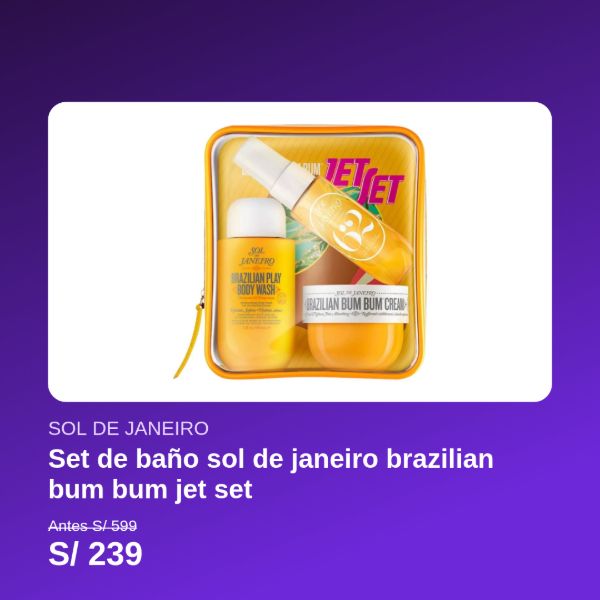 JET
SET
SOL
DE
JANEIRO
BRAZILIAN PLAY
BODY WASH
SOL DE JANEIRO
BRAZILIAN BUM BUM CREAM
SOL DE JANEIRO
Set de baño sol de janeiro brazilian
bum bum jet set
Antes S/ 599
S/ 239